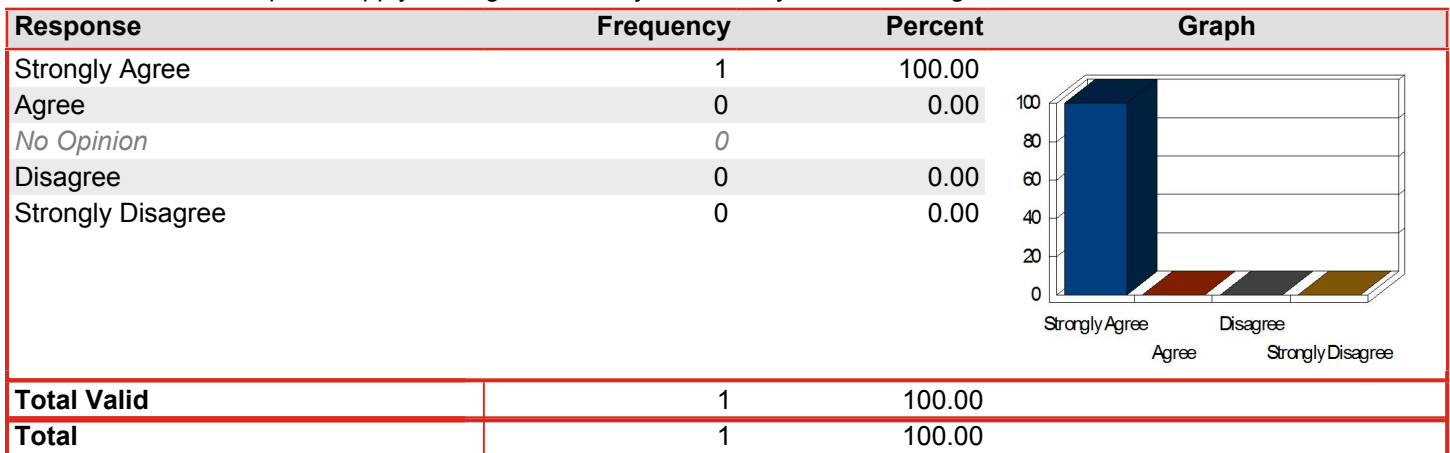 Response Frequency Percent Graph
Strongly Agree 1 100.00
Agree 0 0.00
No Opinion 0
Disagree 0 0.00
Strongly Disagree 0 0.00
100
80
60
40
20
0
Strongly Agree Disagree
Agree Strongly Disagree
Total Valid 1 100.00
Total 1 100.00